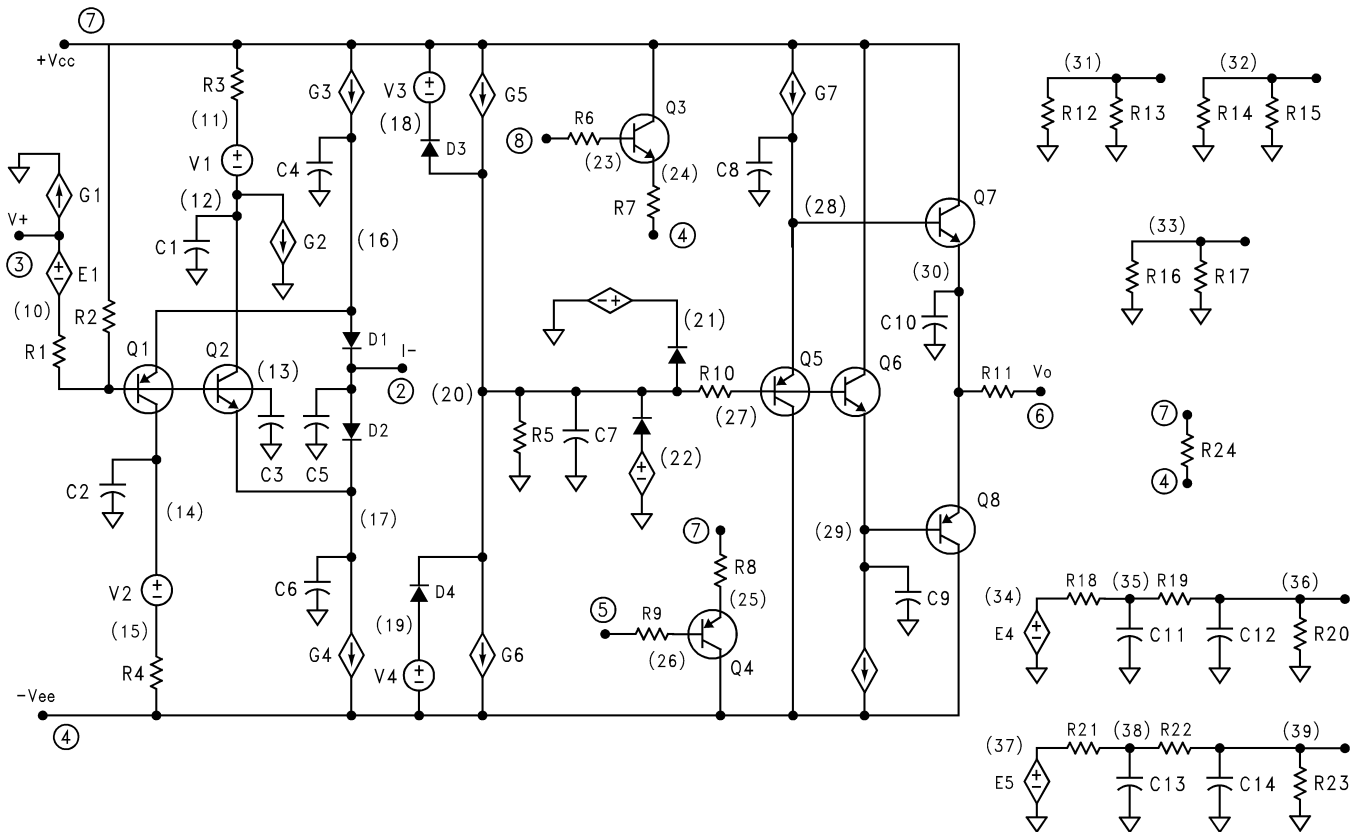 7
+Vcc
R3
G3
V3
G5
Q3
G7
(31)
(32)
R12
R13
R14
R15
(11)
(18)
8
R6
(23)
(24)
D3
V1
C4
C8
G1
V+
3
(12)
C1
G2
R7
4
(28)
Q7
(16)
(33)
E1
(10)
(30)
R16
R17
R2
(21)
C10
R1
Q1
Q2
(13)
D1
I-
2
(20)
R10
(27)
Q5
Q6
R11
Vo
6
C3
C5
D2
R5
C7
(22)
7
R24
4
C2
(14)
(17)
7
(29)
Q8
V2
C6
D4
R8
(25)
C9
(15)
(19)
5
R9
(26)
Q4
(34)
R18
(35)
R19
(36)
E4
C11
C12
R20
R4
G4
V4
G6
-Vee
4
(37)
R21
(38)
R22
(39)
E5
C13
C14
R23